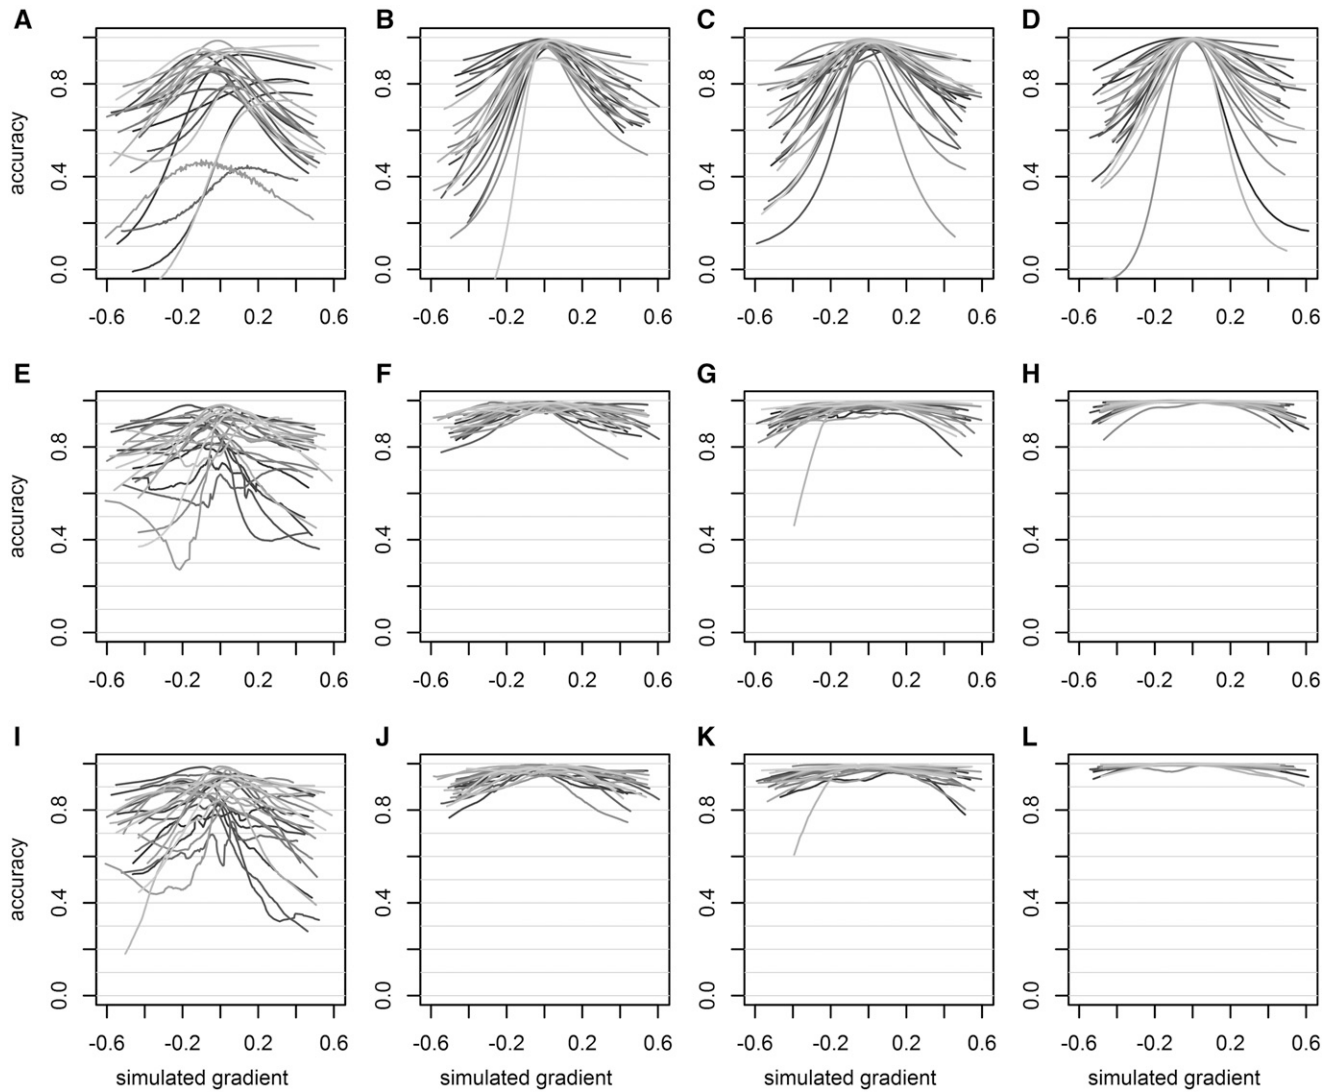 A B C D
accuracy 0.0 0.4 0.8 0.0 0.4 0.8 0.0 0.4 0.8 0.0 0.4 0.8
-0.6 -0.2 0.2 0.6 -0.6 -0.2 0.2 0.6 -0.6 -0.2 0.2 0.6 -0.6 -0.2 0.2 0.6
E F G H
accuracy 0.0 0.4 0.8 0.0 0.4 0.8 0.0 0.4 0.8 0.0 0.4 0.8
-0.6 -0.2 0.2 0.6 -0.6 -0.2 0.2 0.6 -0.6 -0.2 0.2 0.6 -0.6 -0.2 0.2 0.6
I J K L
accuracy 0.0 0.4 0.8 0.0 0.4 0.8 0.0 0.4 0.8 0.0 0.4 0.8
-0.6 -0.2 0.2 0.6 -0.6 -0.2 0.2 0.6 -0.6 -0.2 0.2 0.6 -0.6 -0.2 0.2 0.6
simulated gradient simulated gradient simulated gradient simulated gradient